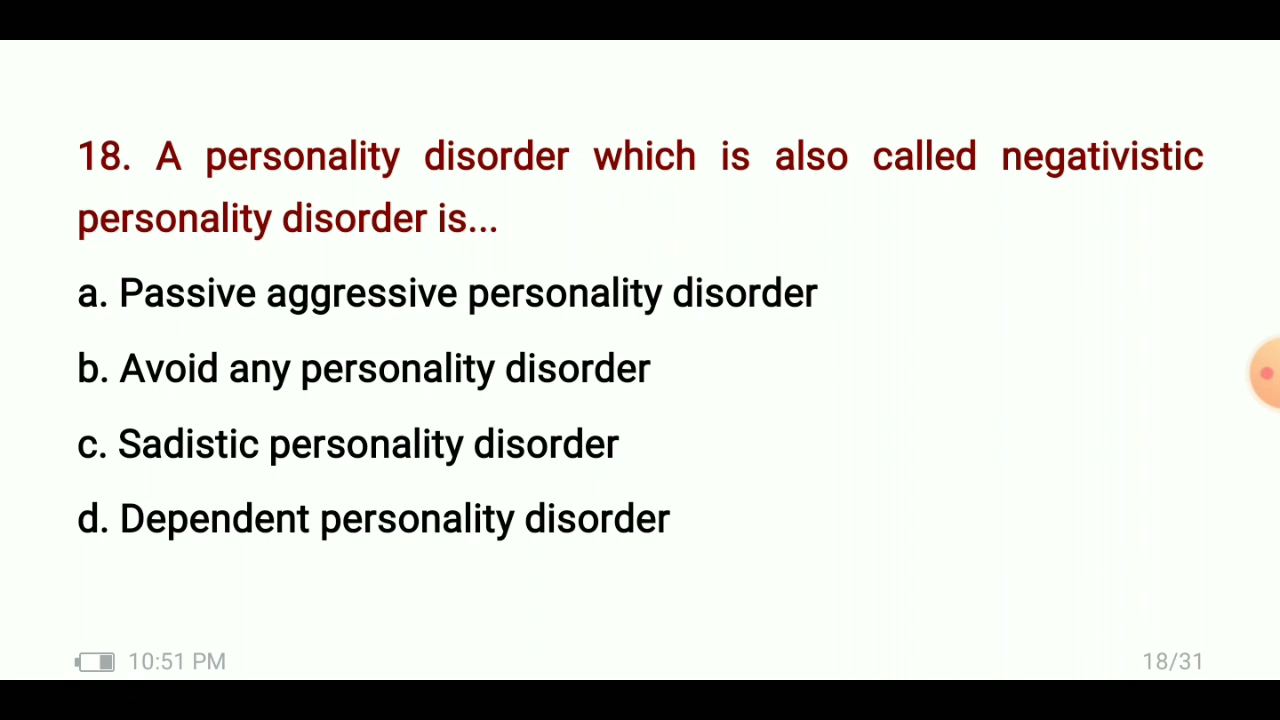 18. A personality disorder which is also called negativistic
personality disorder is...
a. Passive aggressive personality disorder
b. Avoid any personality disorder
c. Sadistic personality disorder
d. Dependent personality disorder
10:51 PM
18/31